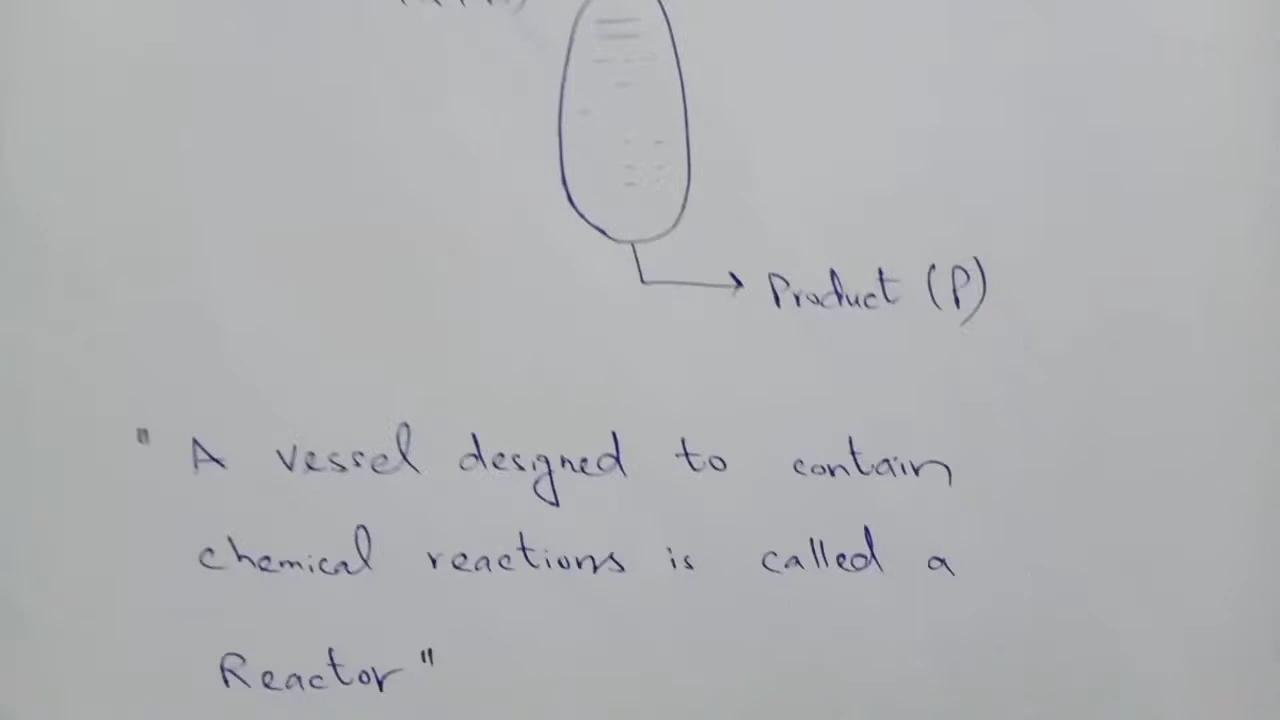 Product (P)
" A vessel designed to contain
chemical reactions is called a
Reactor "